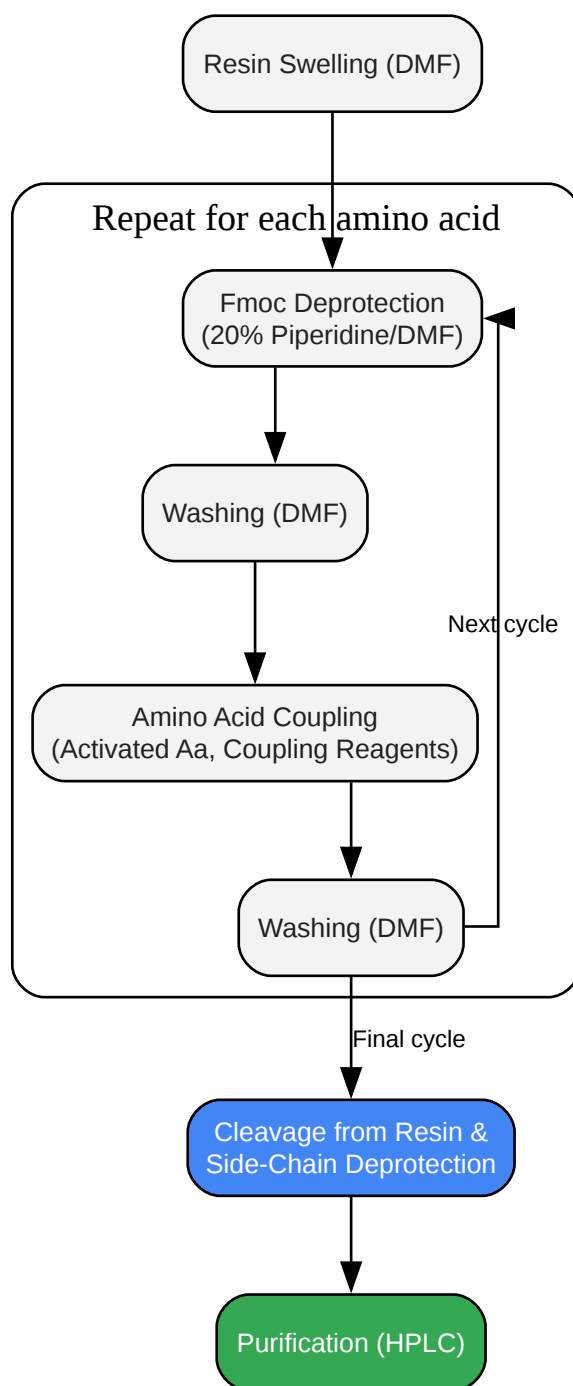 Resin Swelling (DMF)
Repeat for each amino acid
Fmoc Deprotection
(20% Piperidine/DMF)
Washing (DMF)
Next cycle
Amino Acid Coupling
(Activated Aa, Coupling Reagents)
Washing (DMF)
Final cycle
Cleavage from Resin &
Side-Chain Deprotection
Purification (HPLC)